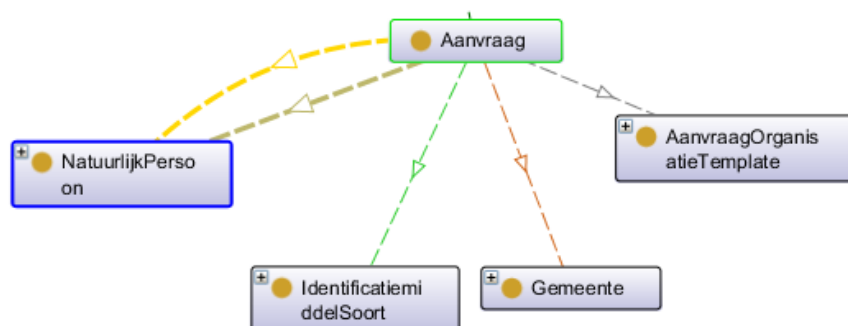 Aanvraag
NatuurlijkPerso
on
AanvraagOrganis
atieTemplate
Identificatiemi
ddelSoort
Gemeente